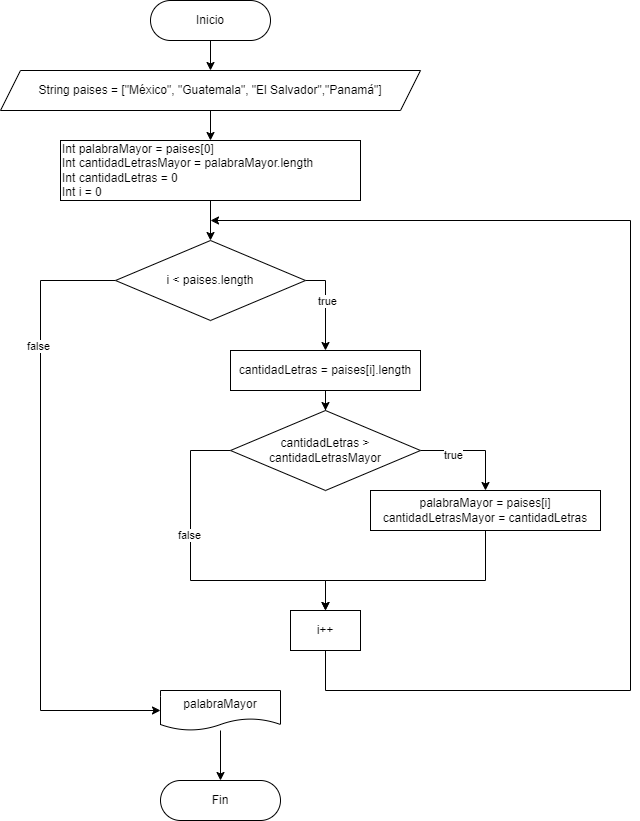 Inicio
String paises = ["México", "Guatemala", "El Salvador","Panamá"]
Int palabraMayor = paises[0]
Int cantidadLetrasMayor = palabraMayor.length
Int cantidadLetras = 0
Int i = 0
i < paises.length
true
false
cantidadLetras = paises[i].length
cantidadLetras >
cantidadLetrasMayor
true
palabraMayor = paises[i]
cantidadLetrasMayor = cantidadLetras
false
i++
palabraMayor
Fin